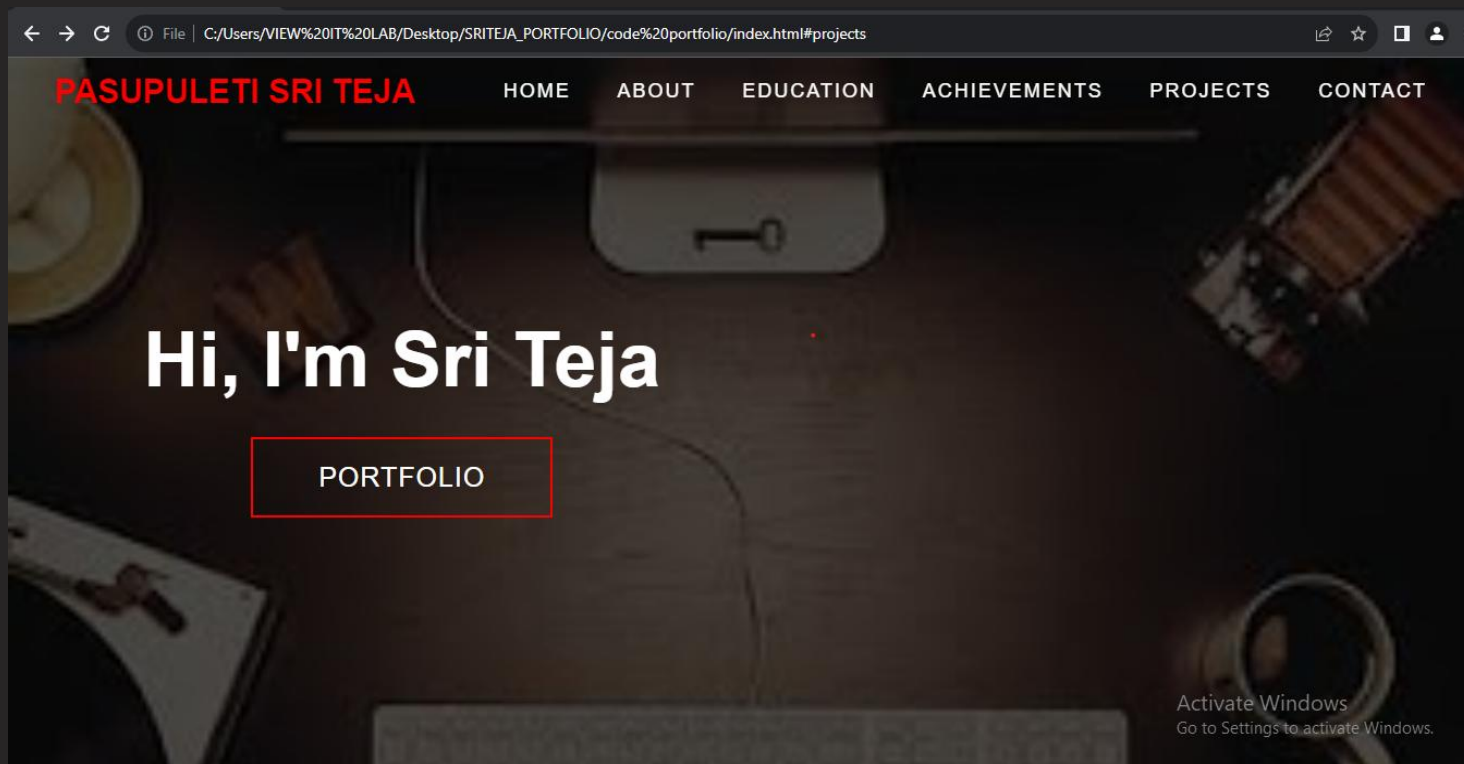 File C:/Users/VIEW%20IT%20LAB/Desktop/SRITEJA_PORTFOLIO/code%20portfolio/index.html#projects
PASUPULETI SRI TEJA HOME ABOUT EDUCATION ACHIEVEMENTS PROJECTS CONTACT
Hi, I'm Sri Teja
PORTFOLIO
Activate Windows
Go to Settings to activate Windows.